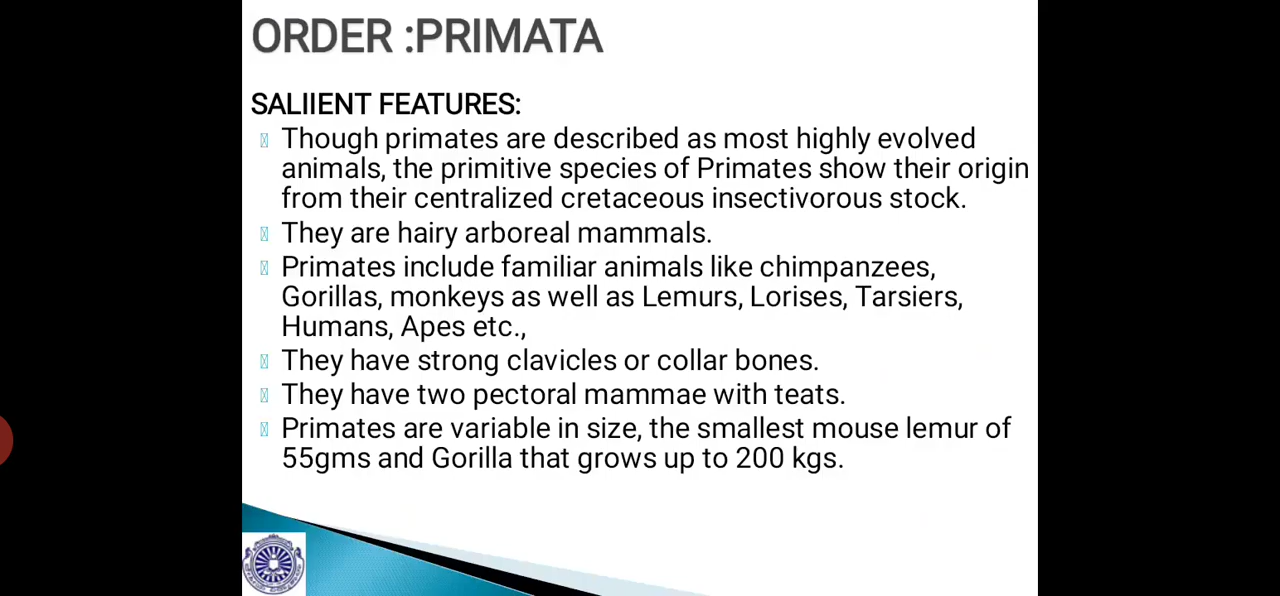 ORDER :PRIMATA
SALIIENT FEATURES:
Though primates are described as most highly evolved
animals, the primitive species of Primates show their origin
from their centralized cretaceous insectivorous stock.
They are hairy arboreal mammals.
Primates include familiar animals like chimpanzees,
Gorillas, monkeys as well as Lemurs, Lorises, Tarsiers,
Humans, Apes etc.,
They have strong clavicles or collar bones.
They have two pectoral mammae with teats.
Primates are variable in size, the smallest mouse lemur of
55gms and Gorilla that grows up to 200 kgs.